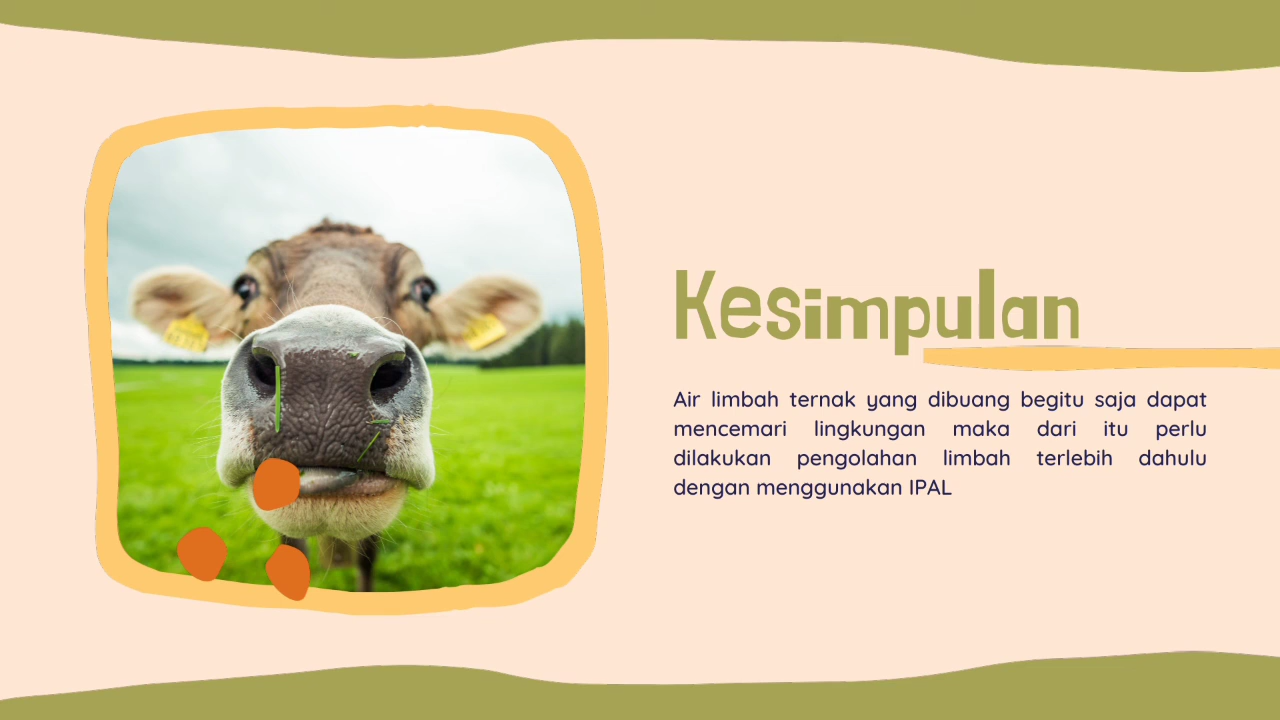 Kesimpulan
Air limbah ternak yang dibuang begitu saja dapat
mencemari lingkungan maka dari itu perlu
dilakukan pengolahan limbah terlebih dahulu
dengan menggunakan IPAL